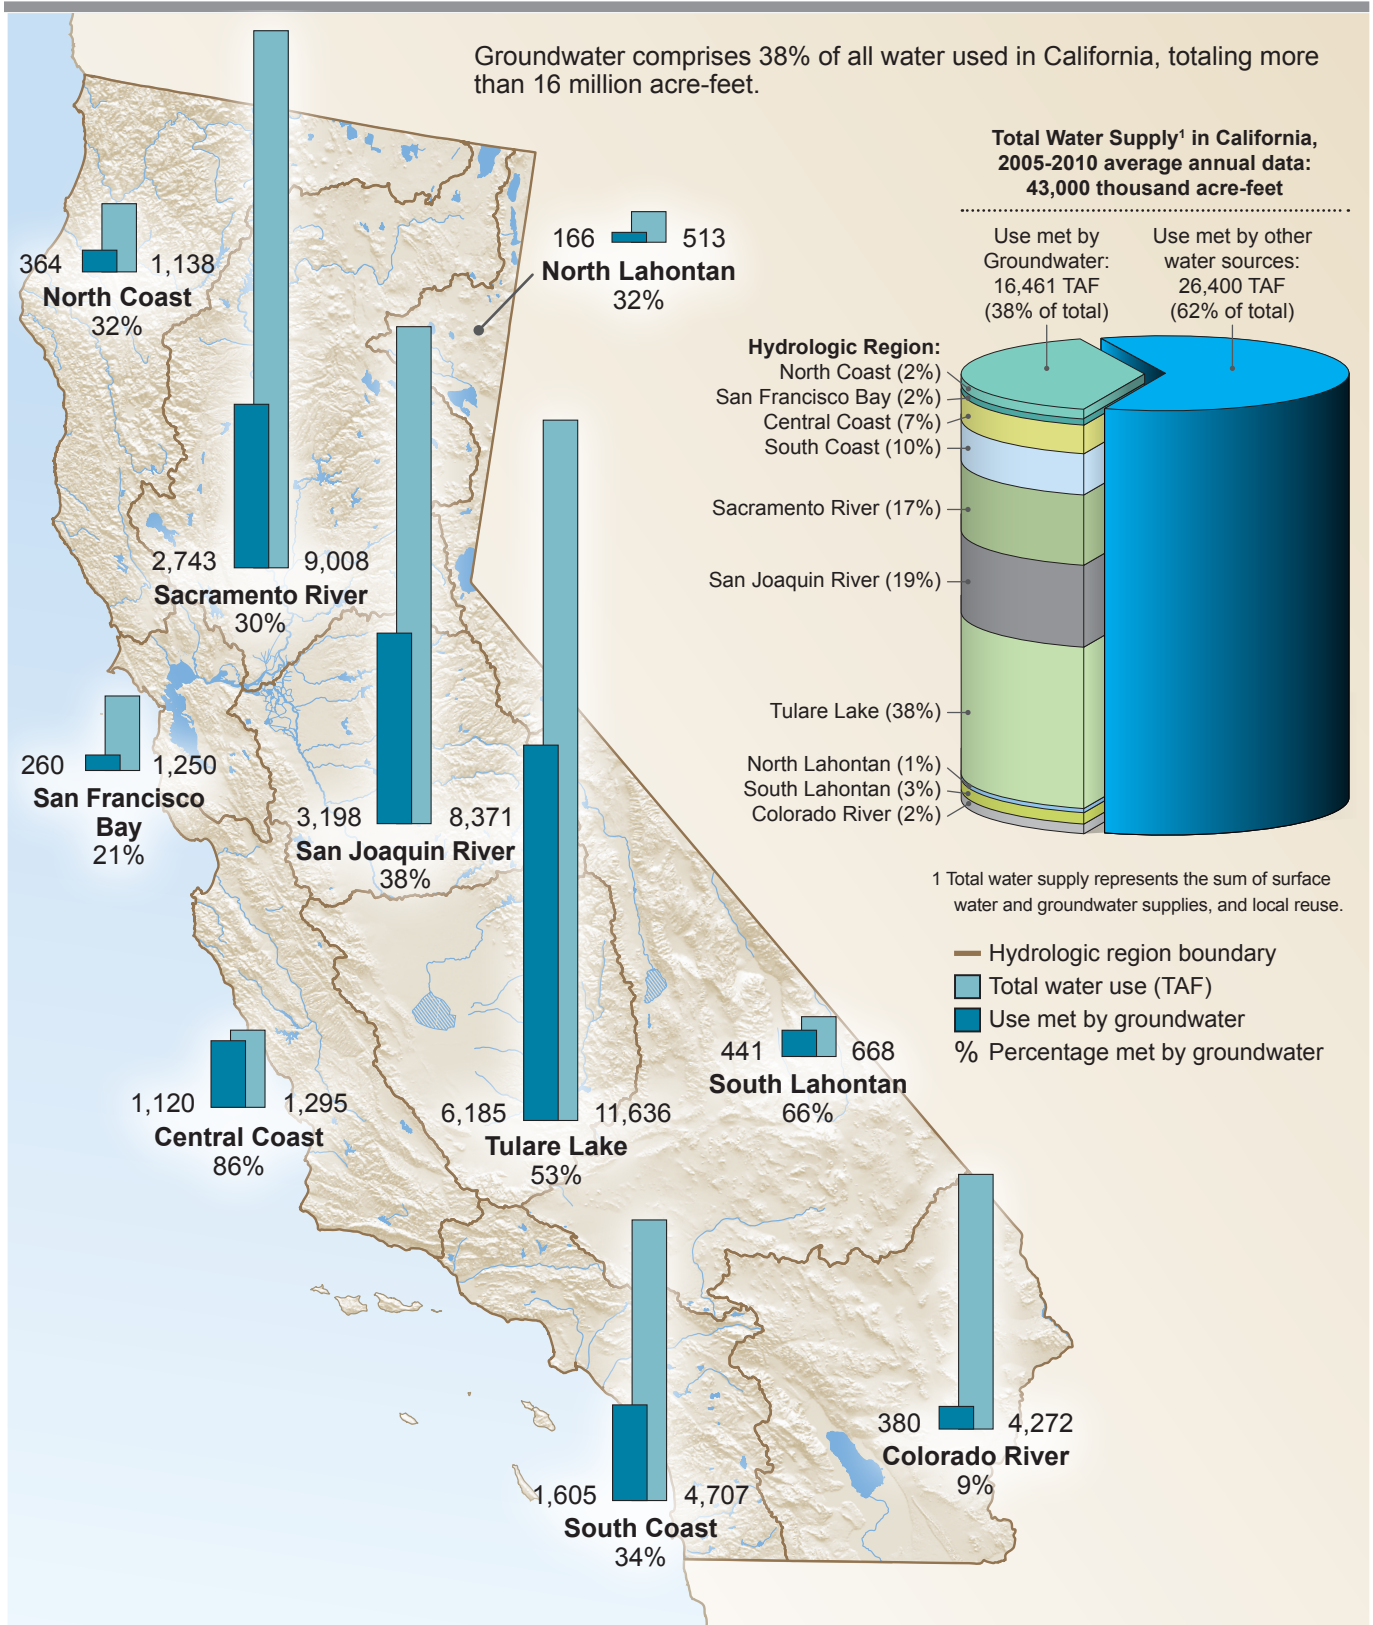 Groundwater comprises 38% of all water used in California, totaling more
than 16 million acre-feet.
Total Water Supply¹ in California,
2005-2010 average annual data:
43,000 thousand acre-feet
Use met by
Groundwater:
16,461 TAF
(38% of total)
Use met by other
water sources:
26,400 TAF
(62% of total)
Hydrologic Region:
North Coast (2%)
San Francisco Bay (2%)
Central Coast (7%)
South Coast (10%)
Sacramento River (17%)
San Joaquin River (19%)
Tulare Lake (38%)
North Lahontan (1%)
South Lahontan (3%)
Colorado River (2%)
1 Total water supply represents the sum of surface
water and groundwater supplies, and local reuse.
Hydrologic region boundary
Total water use (TAF)
Use met by groundwater
% Percentage met by groundwater
364 1,138
North Coast
32%
166 513
North Lahontan
32%
2,743 9,008
Sacramento River
30%
260 1,250
San Francisco
Bay
21%
3,198 8,371
San Joaquin River
38%
1,120 1,295
Central Coast
86%
6,185 11,636
Tulare Lake
53%
441 668
South Lahontan
66%
1,605 4,707
South Coast
34%
380 4,272
Colorado River
9%